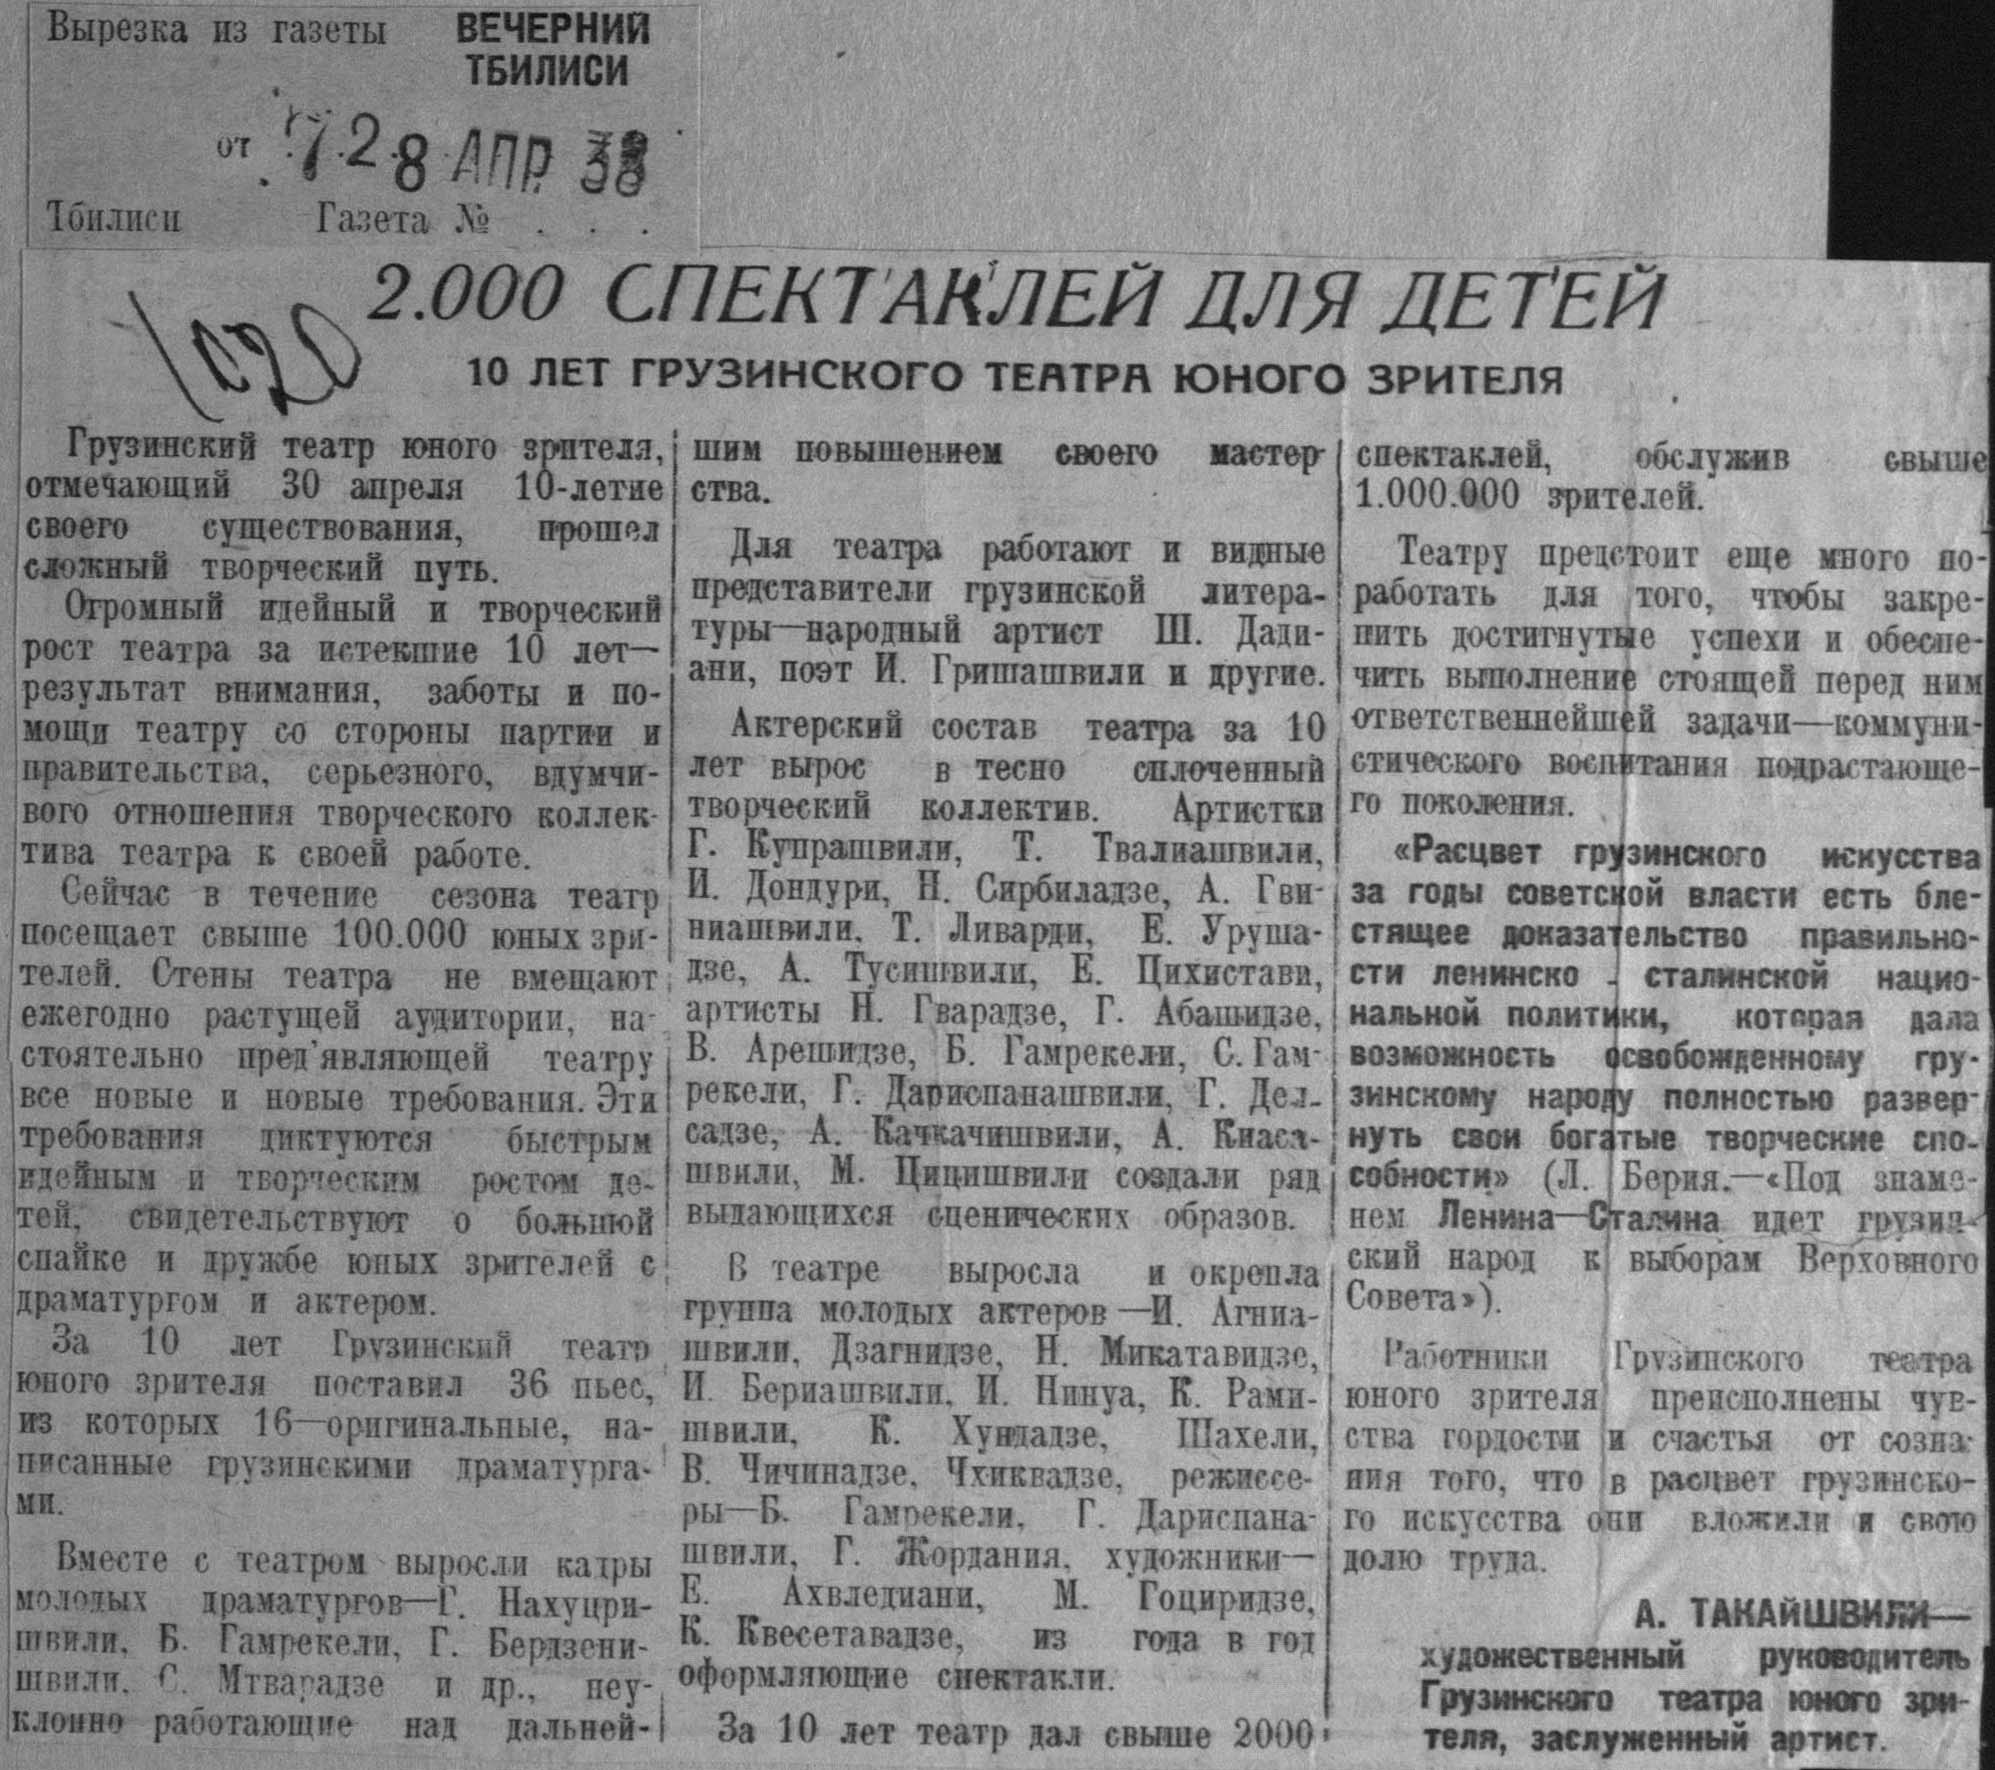 Вырезка из газеты ВЕЧЕРНИЙ
ТБИЛИСИ
от 28 АПР. 38
Тбилиси Газета № . . .
1020
2.000 СПЕКТАКЛЕЙ ДЛЯ ДЕТЕЙ
10 ЛЕТ ГРУЗИНСКОГО ТЕАТРА ЮНОГО ЗРИТЕЛЯ
Грузинский театр юного зрителя,
отмечающий 30 апреля 10-летие
своего существования, прошел
сложный творческий путь.
Огромный идейный и творческий
рост театра за истекшие 10 лет—
результат внимания, заботы и по-
мощи театру со стороны партии и
правительства, серьезного, вдумчи-
вого отношения творческого коллек-
тива театра к своей работе.
Сейчас в течение сезона театр
посещает свыше 100.000 юных зри-
телей. Стены театра не вмещают
ежегодно растущей аудитории, на-
стоятельно пред'являющей театру
все новые и новые требования. Эти
требования диктуются быстрым
идейным и творческим ростом де-
тей, свидетельствуют о большой
спайке и дружбе юных зрителей с
драматургом и актером.
За 10 лет Грузинский театр
юного зрителя поставил 36 пьес,
из которых 16—оригинальные, на-
писанные грузинскими драматурга-
ми.
Вместе с театром выросли кадры
молодых драматургов—Г. Нахуцри-
швили, Б. Гамрекели, Г. Бердзени-
швили, С. Мтварадзе и др., неу-
клонно работающие над дальней-
шим повышением своего мастер-
ства.
Для театра работают и видные
представители грузинской литера-
туры—народный артист Ш. Дади-
ани, поэт И. Гришашвили и другие.
Актерский состав театра за 10
лет вырос в тесно сплоченный
творческий коллектив. Артистки
Г. Купрашвили, Т. Твалиашвили,
И. Дондури, Н. Сирбиладзе, А. Гви-
ниашвили, Т. Ливарди, Е. Уруша-
дзе, А. Тусишвили, Е. Цихистави,
артисты Н. Гварадзе, Г. Абашидзе,
В. Арешидзе, Б. Гамрекели, С. Гам-
рекели, Г. Дариспанашвили, Г. Дел-
садзе, А. Качкачишвили, А. Киаса-
швили, М. Цицишвили создали ряд
выдающихся сценических образов.
В театре выросла и окрепла
группа молодых актеров—И. Агниа-
швили, Дзагнидзе, Н. Микатавидзе,
И. Бериашвили, И. Нинуа, К. Рами-
швили, К. Хундадзе, Шахели,
В. Чичинадзе, Чхиквадзе, режиссе-
ры—Б. Гамрекели, Г. Дариспана-
швили, Г. Жордания, художники—
Е. Ахвледиани, М. Гоциридзе,
К. Квесетавадзе, из года в год
оформляющие спектакли.
За 10 лет театр дал свыше 2000
спектаклей, обслужив свыше
1.000.000 зрителей.
Театру предстоит еще много по-
работать для того, чтобы закре-
пить достигнутые успехи и обеспе-
чить выполнение стоящей перед ним
ответственнейшей задачи—коммуни-
стического воспитания подрастающе-
го поколения.
«Расцвет грузинского искусства
за годы советской власти есть бле-
стящее доказательство правильно-
сти ленинско - сталинской нацио-
нальной политики, которая дала
возможность освобожденному гру-
зинскому народу полностью развер-
нуть свои богатые творческие спо-
собности» (Л. Берия.—«Под знаме-
нем Ленина—Сталина идет грузин-
ский народ к выборам Верховного
Совета»).
Работники Грузинского театра
юного зрителя преисполнены чув-
ства гордости и счастья от созна-
ния того, что в расцвет грузинско-
го искусства они вложили и свою
долю труда.
А. ТАКАЙШВИЛИ—
художественный руководитель
Грузинского театра юного зри-
теля, заслуженный артист.